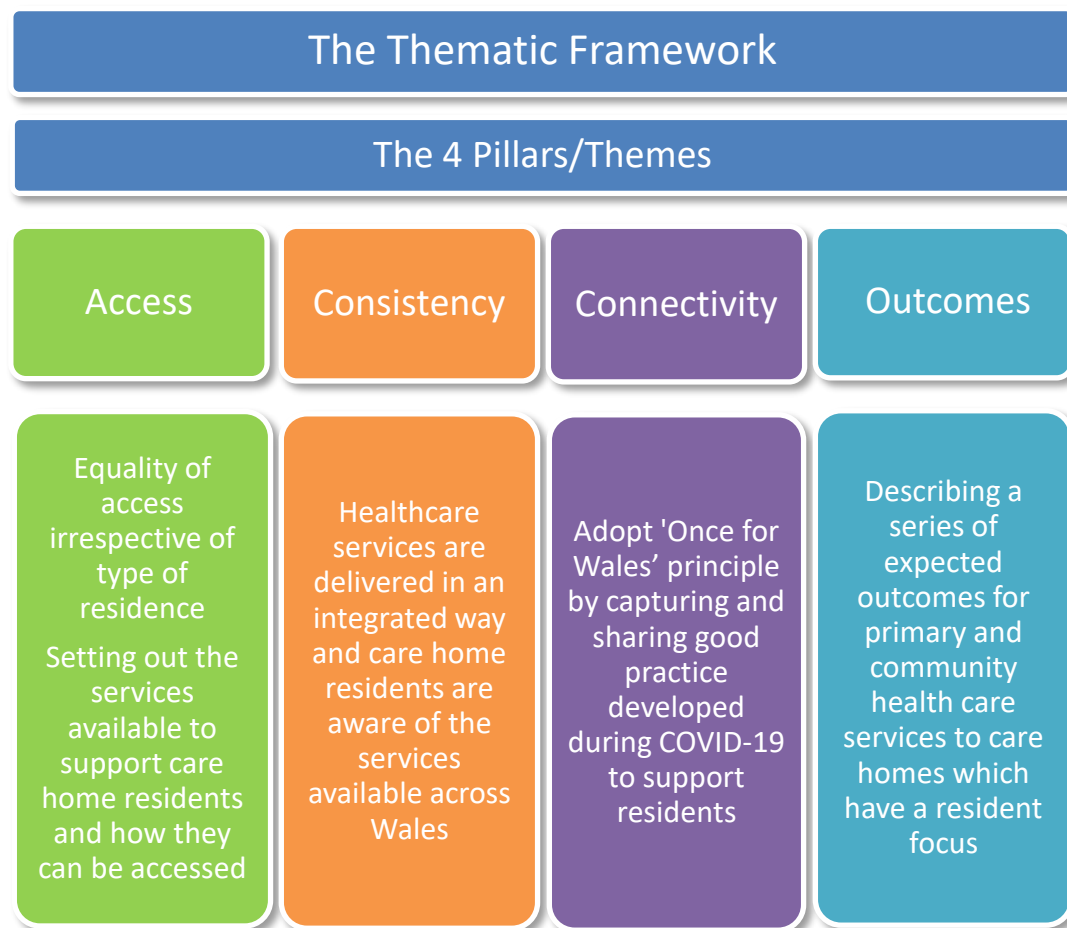 The Thematic Framework
The 4 Pillars/Themes
Access
Consistency
Connectivity
Outcomes
Equality of
access
irrespective of
type of
residence
Setting out the
services
available to
support care
home residents
and how they
can be accessed
Healthcare
services are
delivered in an
integrated way
and care home
residents are
aware of the
services
available across
Wales
Adopt 'Once for
Wales’ principle
by capturing and
sharing good
practice
developed
during COVID-19
to support
residents
Describing a
series of
expected
outcomes for
primary and
community
health care
services to care
homes which
have a resident
focus